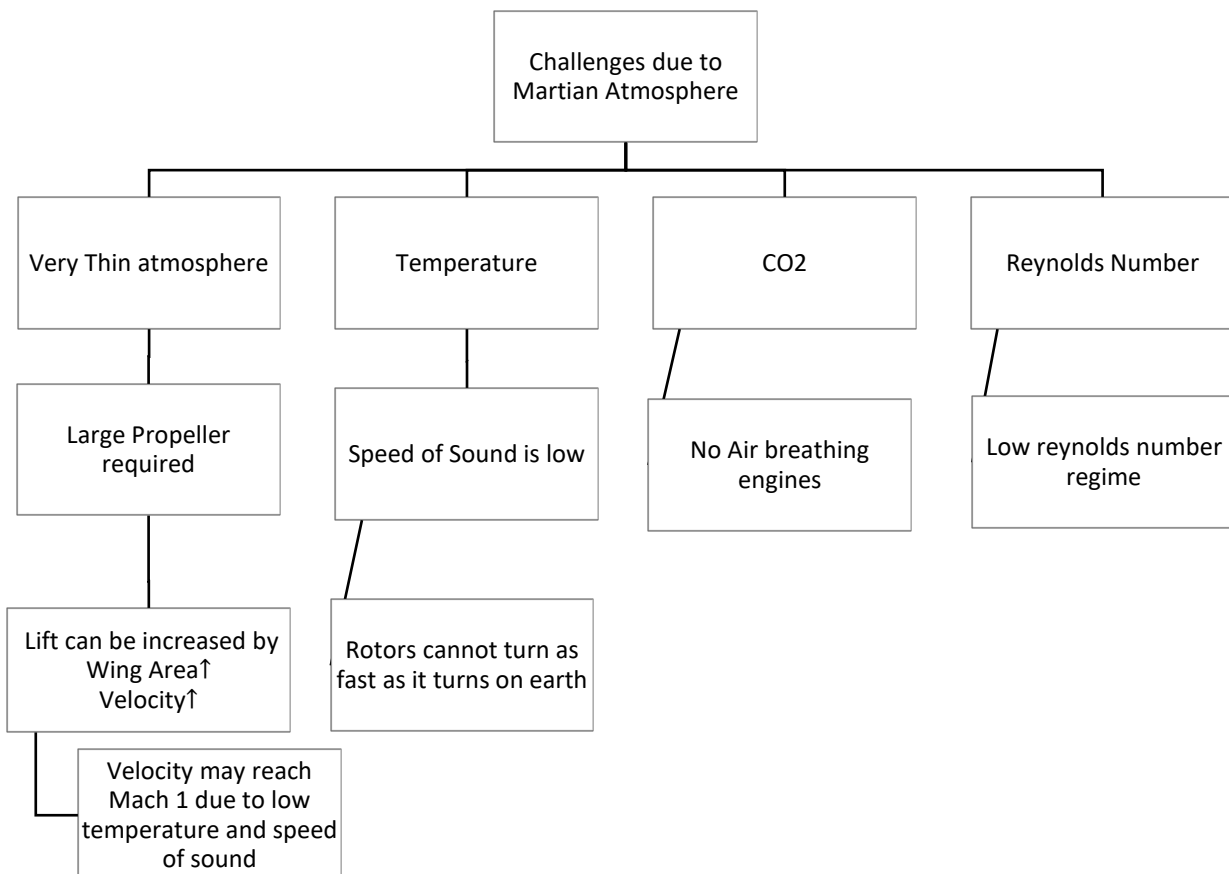 Challenges due to
Martian Atmosphere
Very Thin atmosphere
Temperature
CO2
Reynolds Number
Large Propeller
required
Speed of Sound is low
No Air breathing
engines
Low reynolds number
regime
Lift can be increased by
Wing Area↑
Velocity↑
Rotors cannot turn as
fast as it turns on earth
Velocity may reach
Mach 1 due to low
temperature and speed
of sound